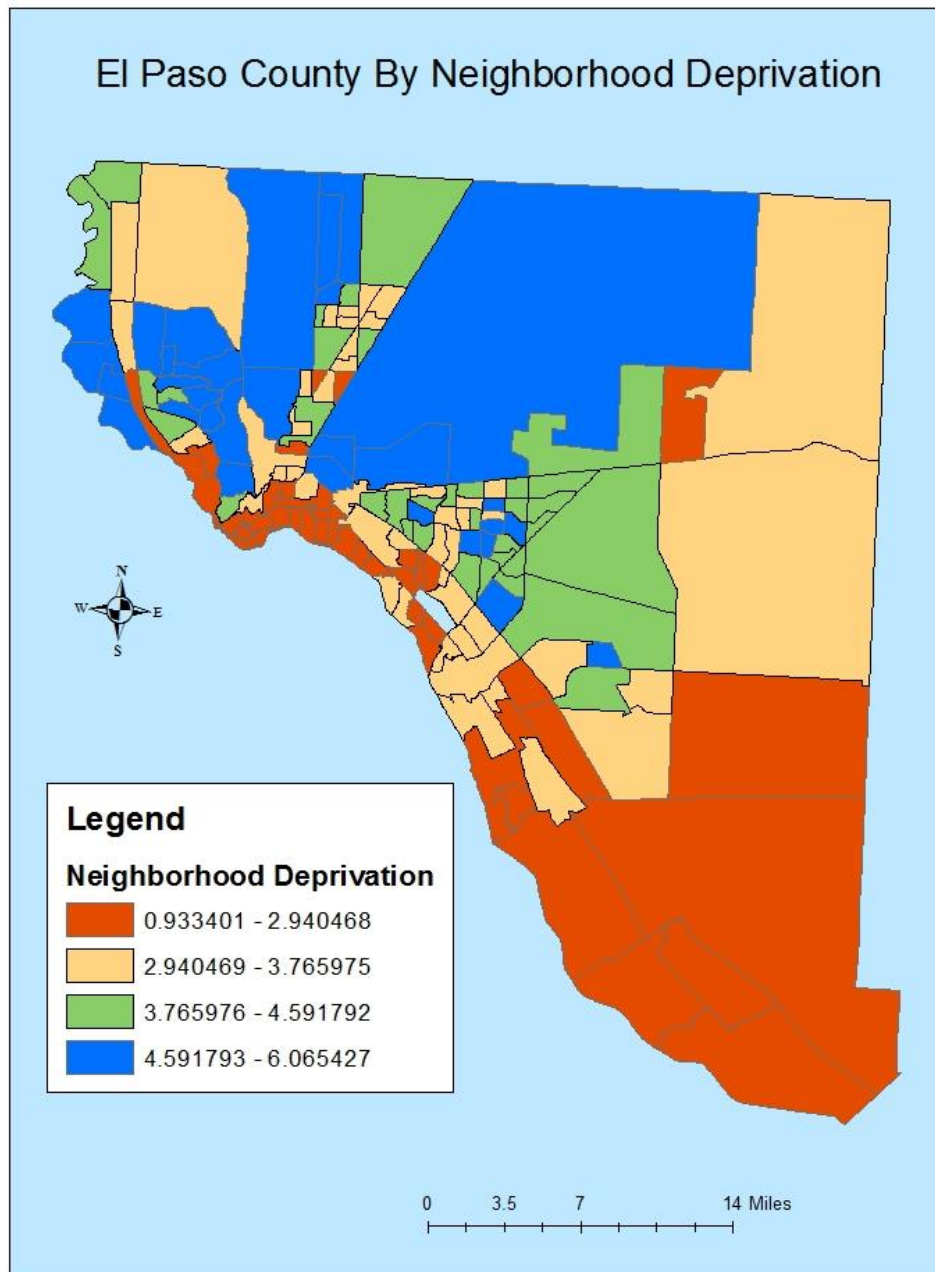 El Paso County By Neighborhood Deprivation
N
W E
S
Legend
Neighborhood Deprivation
0.933401 - 2.940468
2.940469 - 3.765975
3.765976 - 4.591792
4.591793 - 6.065427
0 3.5 7 14 Miles